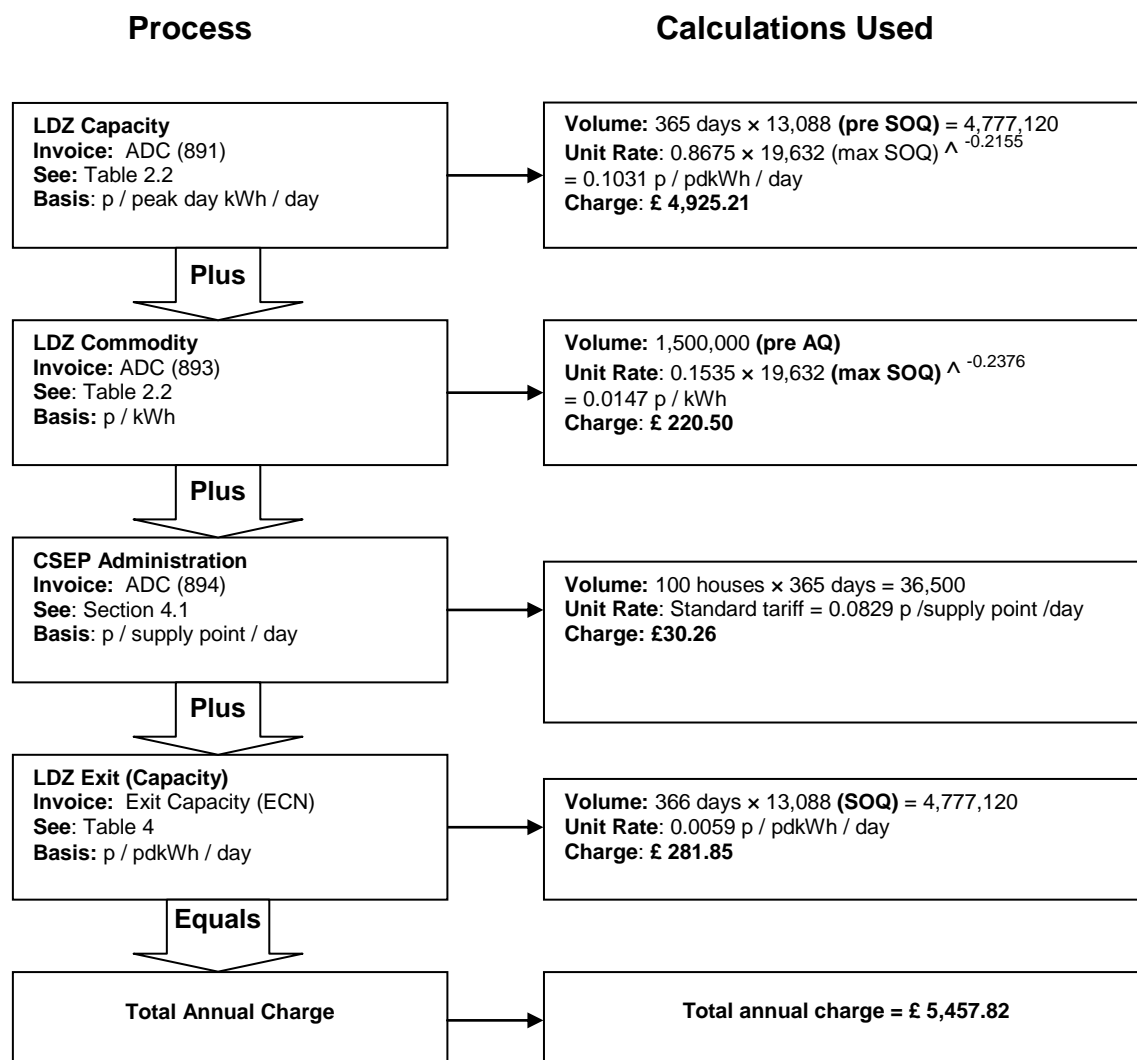 Process
Calculations Used
LDZ Capacity
Invoice: ADC (891)
See: Table 2.2
Basis: p / peak day kWh / day
Volume: 365 days × 13,088 (pre SOQ) = 4,777,120
Unit Rate: 0.8675 × 19,632 (max SOQ) ^ -0.2155
= 0.1031 p / pdkWh / day
Charge: £ 4,925.21
Plus
LDZ Commodity
Invoice: ADC (893)
See: Table 2.2
Basis: p / kWh
Volume: 1,500,000 (pre AQ)
Unit Rate: 0.1535 × 19,632 (max SOQ) ^ -0.2376
= 0.0147 p / kWh
Charge: £ 220.50
Plus
CSEP Administration
Invoice: ADC (894)
See: Section 4.1
Basis: p / supply point / day
Volume: 100 houses × 365 days = 36,500
Unit Rate: Standard tariff = 0.0829 p /supply point /day
Charge: £30.26
Plus
LDZ Exit (Capacity)
Invoice: Exit Capacity (ECN)
See: Table 4
Basis: p / pdkWh / day
Volume: 366 days × 13,088 (SOQ) = 4,777,120
Unit Rate: 0.0059 p / pdkWh / day
Charge: £ 281.85
Equals
Total Annual Charge
Total annual charge = £ 5,457.82